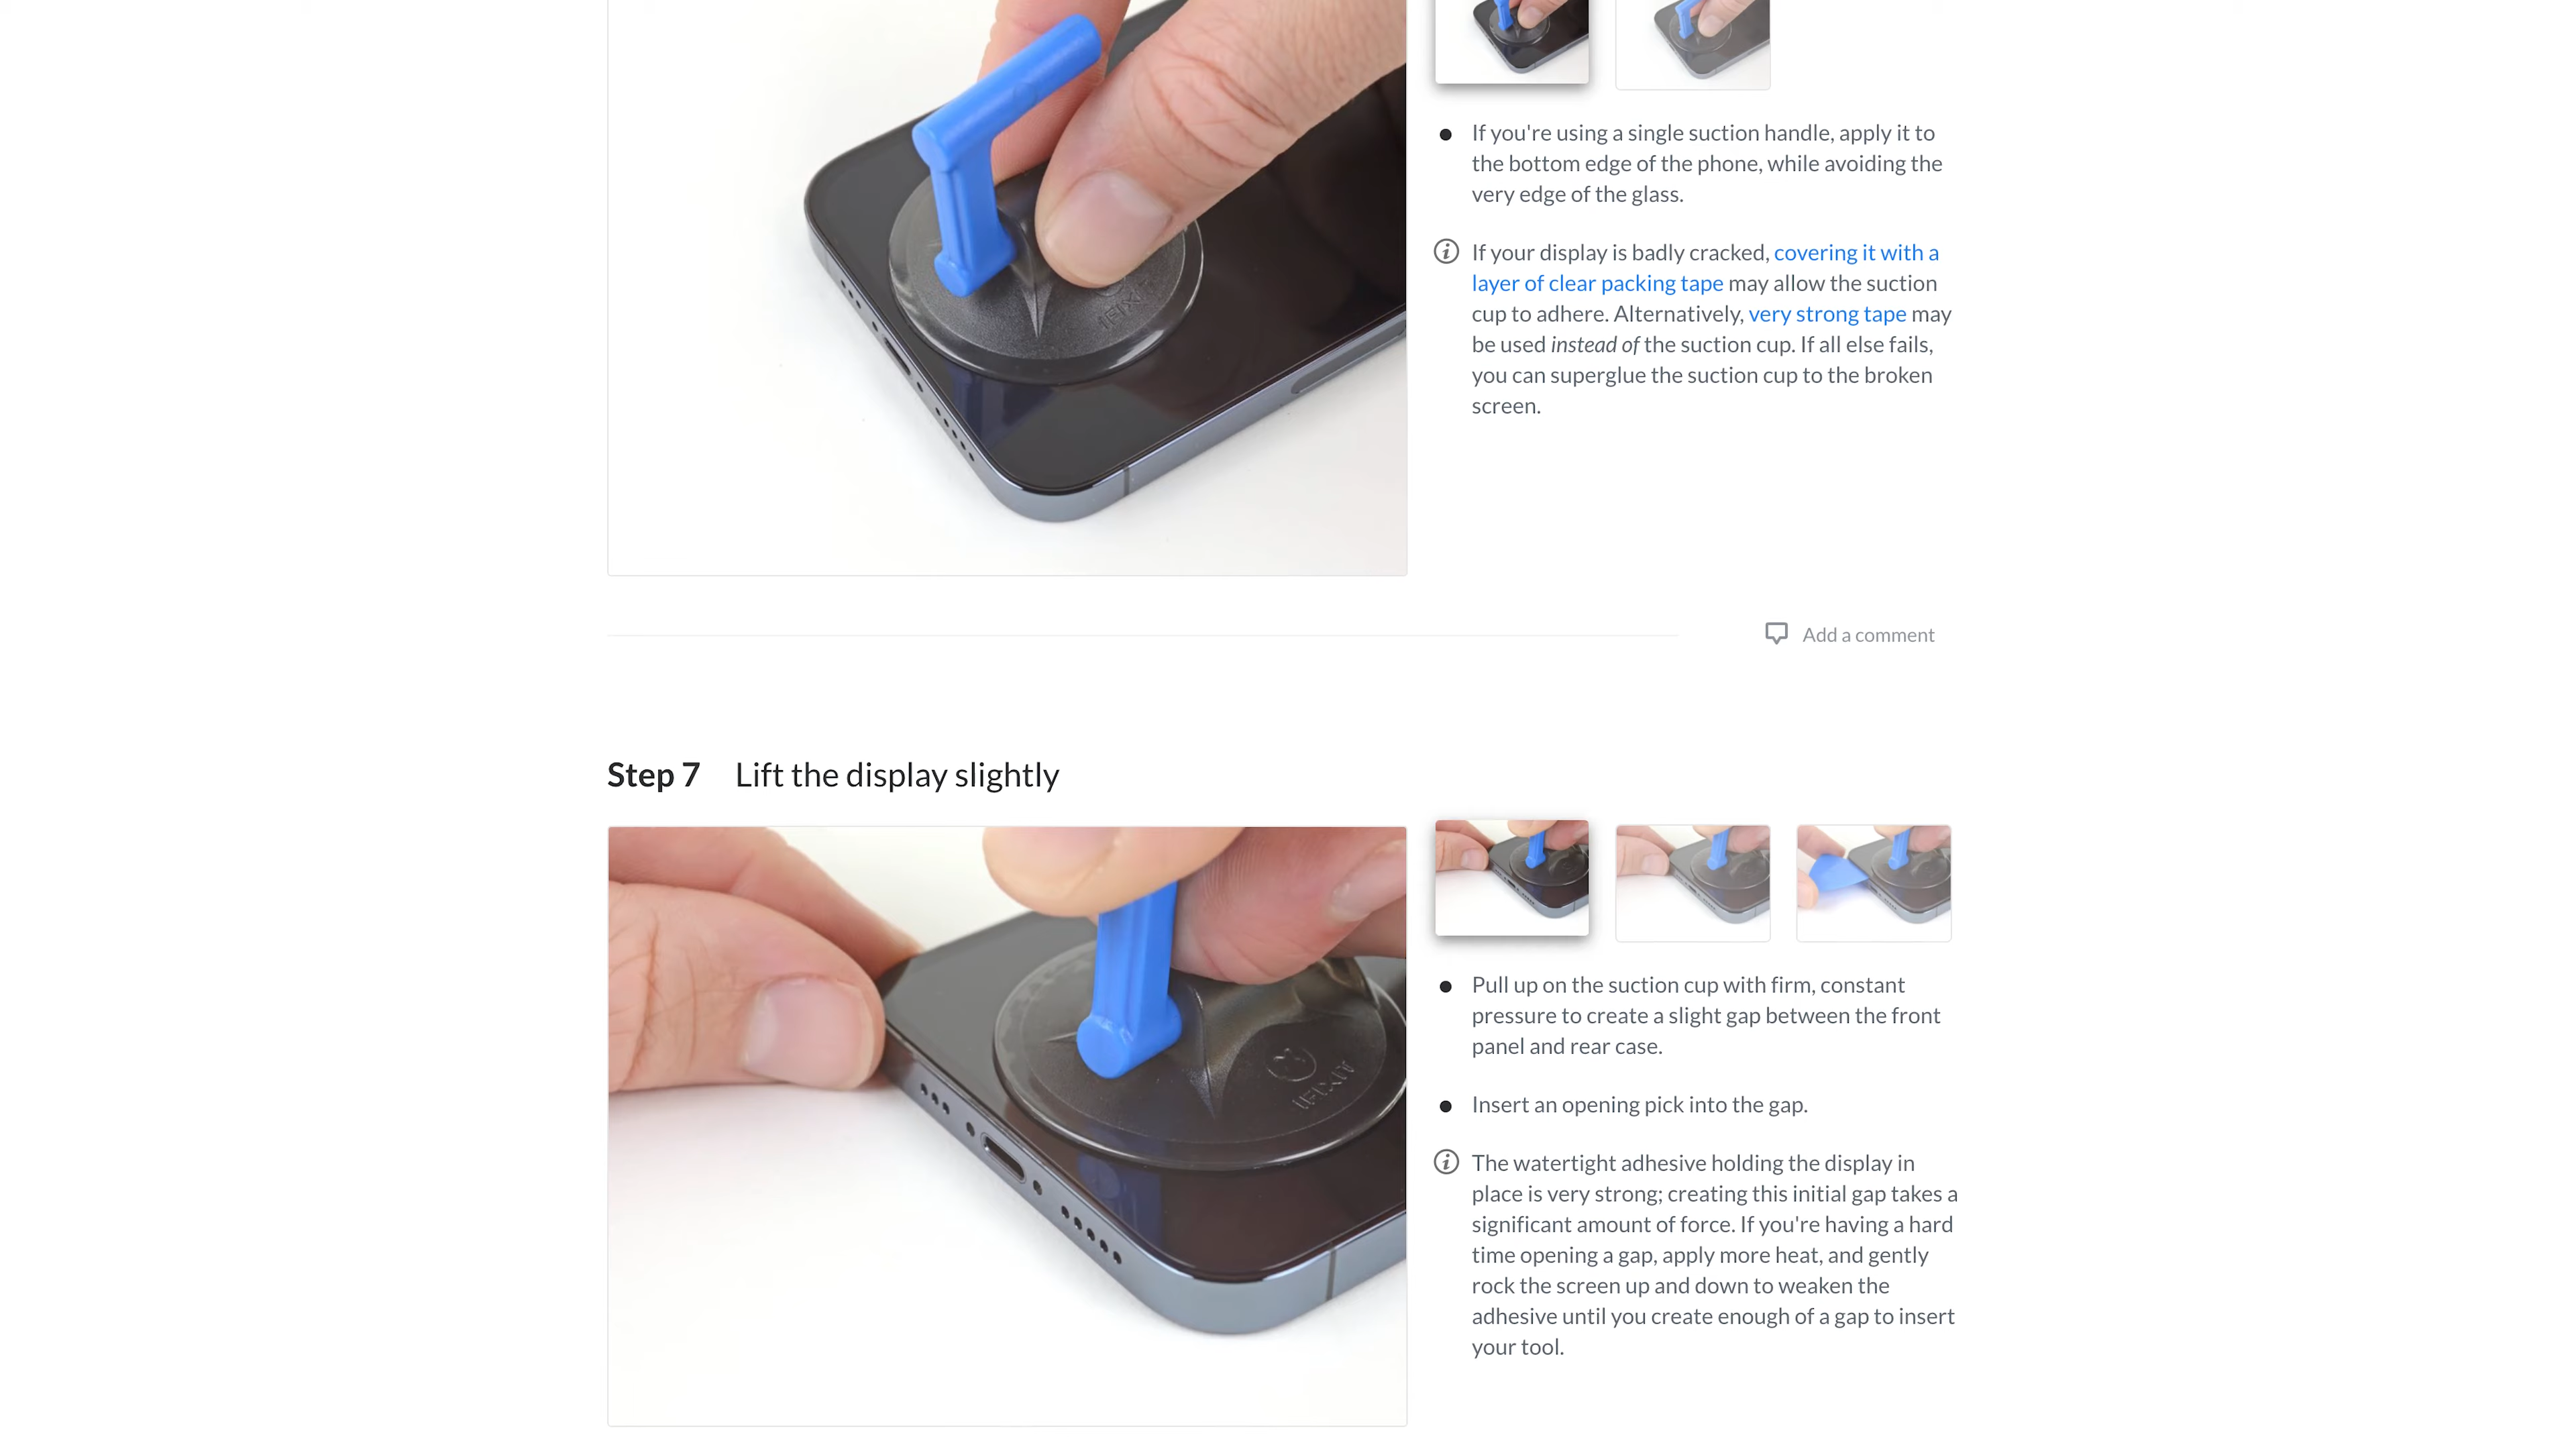 If you're using a single suction handle, apply it to
the bottom edge of the phone, while avoiding the
very edge of the glass.
If your display is badly cracked, covering it with a
layer of clear packing tape may allow the suction
cup to adhere. Alternatively, very strong tape may
be used instead of the suction cup. If all else fails,
you can superglue the suction cup to the broken
screen.
Add a comment
Step 7 Lift the display slightly
IFIXIT
Pull up on the suction cup with firm, constant
pressure to create a slight gap between the front
panel and rear case.
Insert an opening pick into the gap.
The watertight adhesive holding the display in
place is very strong; creating this initial gap takes a
significant amount of force. If you're having a hard
time opening a gap, apply more heat, and gently
rock the screen up and down to weaken the
adhesive until you create enough of a gap to insert
your tool.